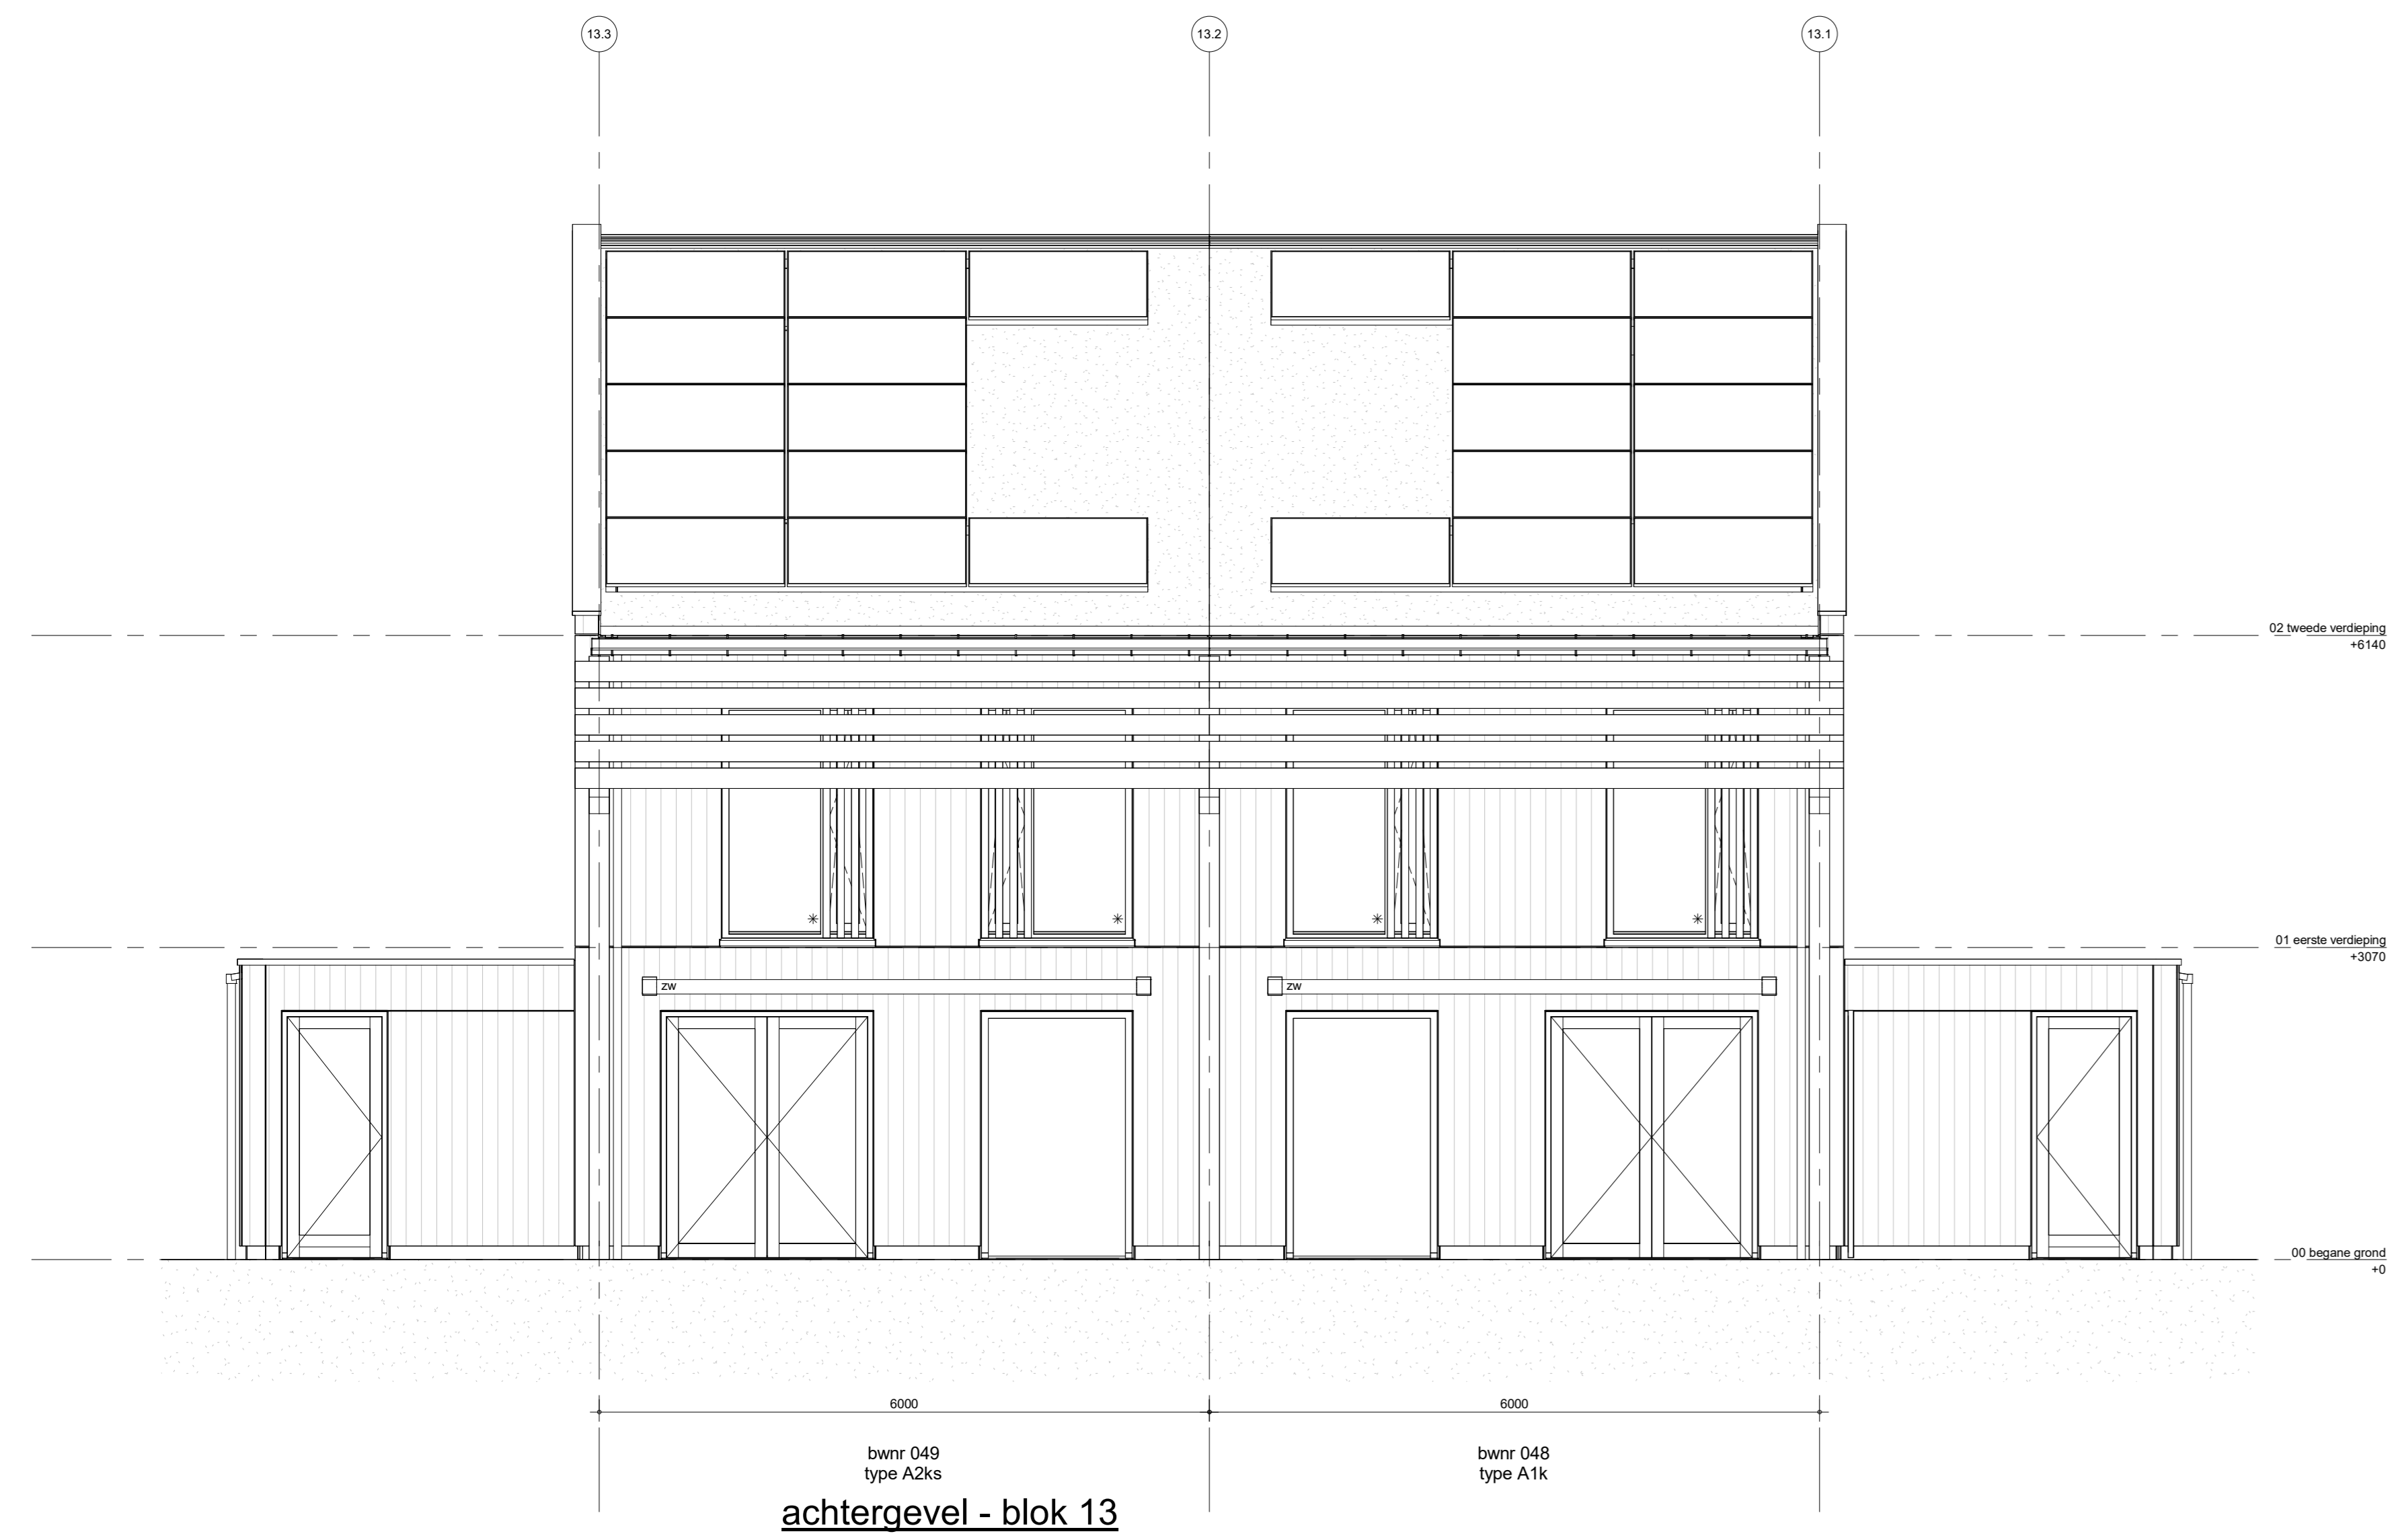 13.3
13.2
13.1
02 tweede verdieping
+6140
01 eerste verdieping
+3070
zw
zw
00 begane grond
+0
6000
6000
bwnr 049
type A2ks
bwnr 048
type A1k
achtergevel - blok 13